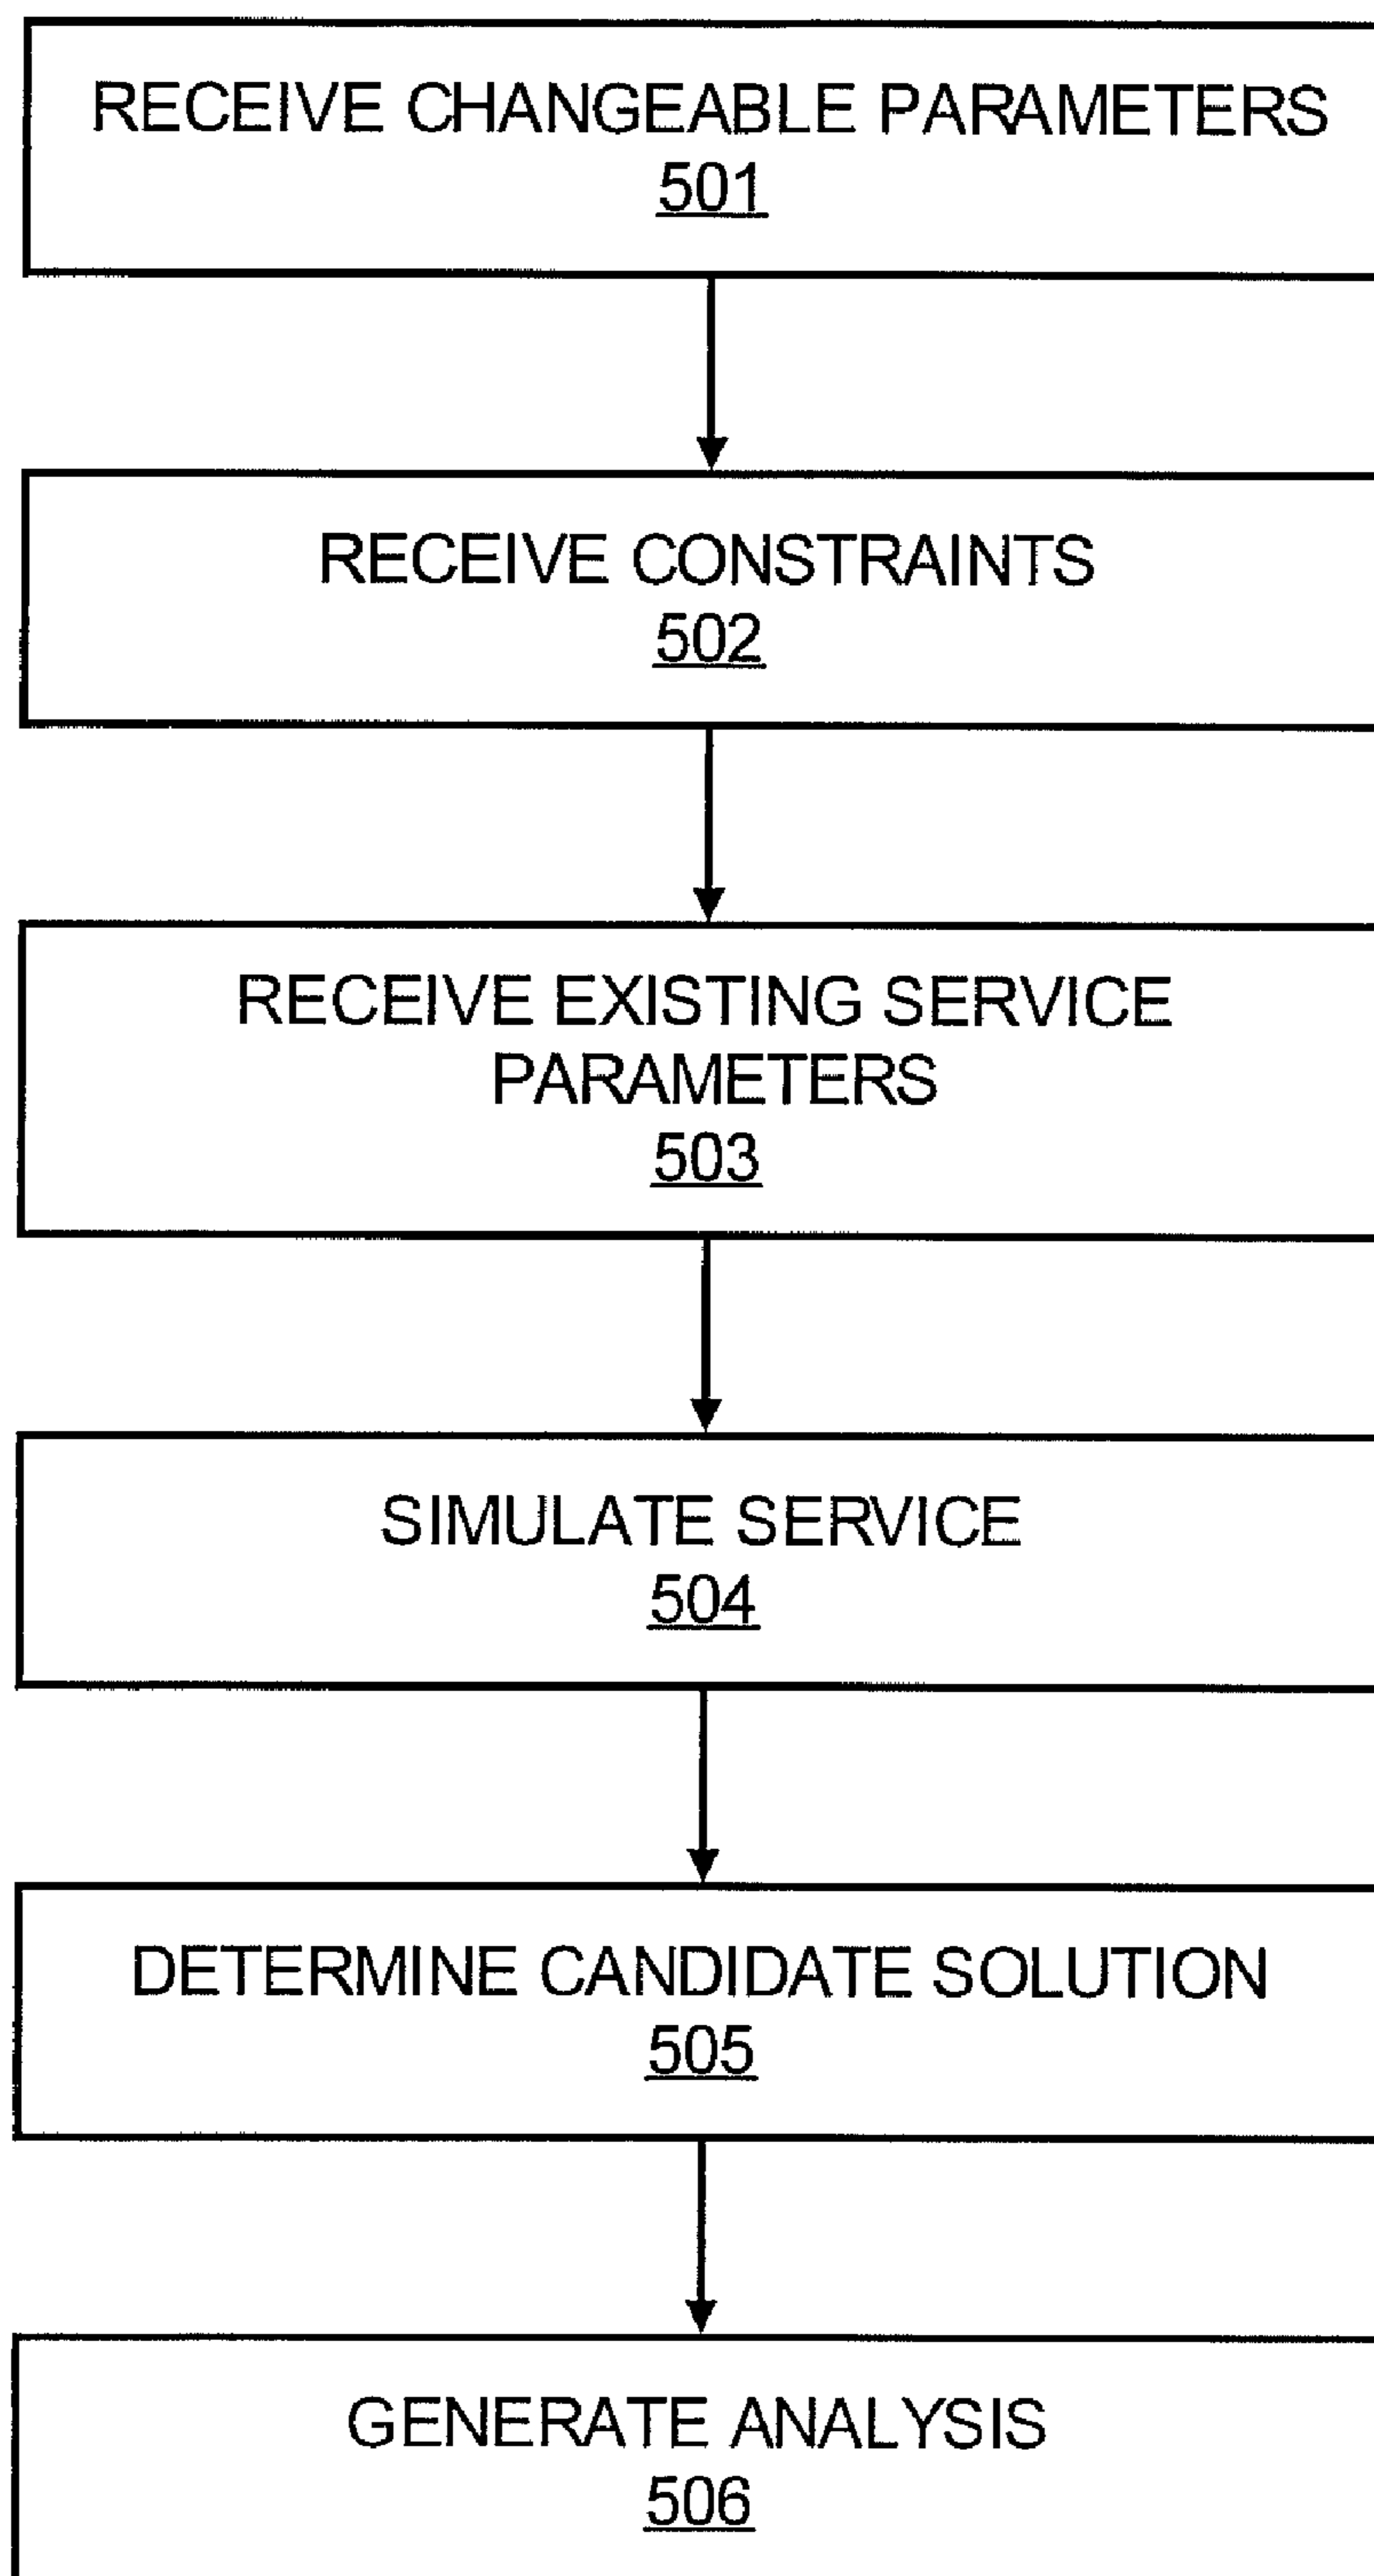 RECEIVE CHANGEABLE PARAMETERS
501
RECEIVE CONSTRAINTS
502
RECEIVE EXISTING SERVICE
PARAMETERS
503
SIMULATE SERVICE
504
DETERMINE CANDIDATE SOLUTION
505
GENERATE ANALYSIS
506